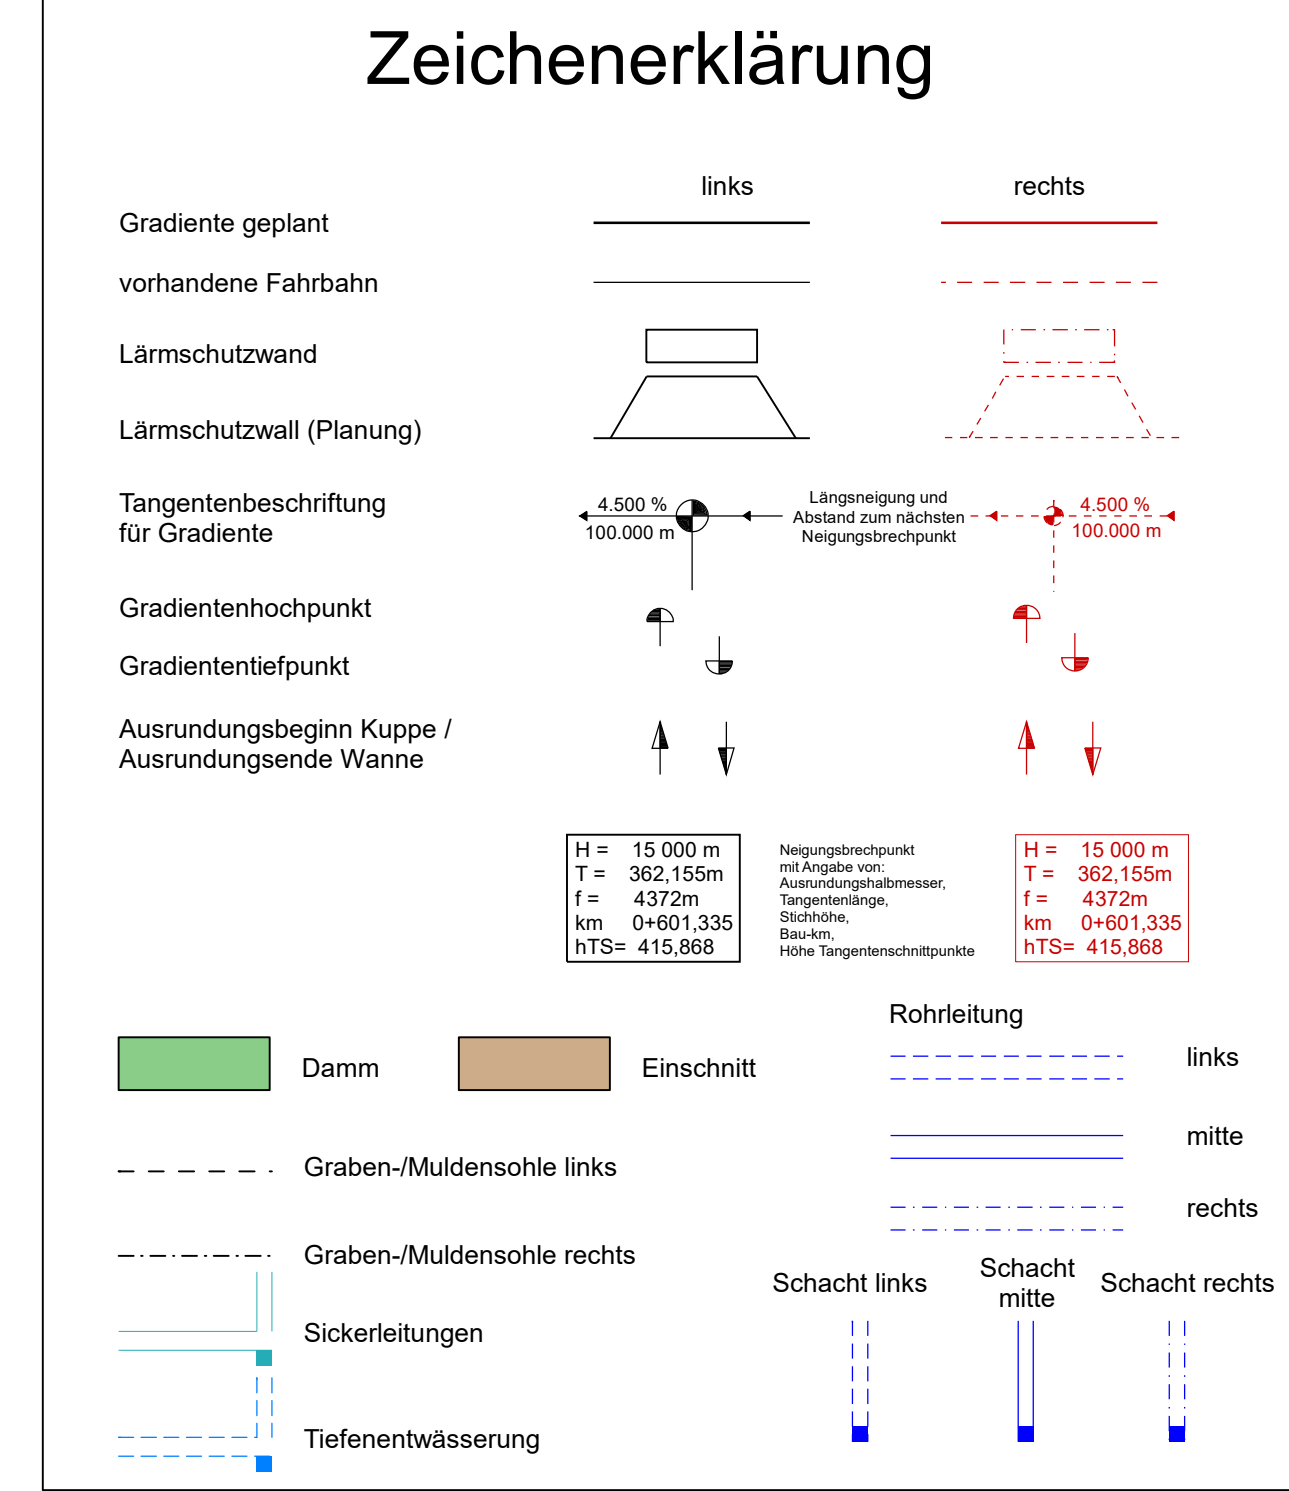 Zeichenerklärung
links
rechts
Gradiente geplant
vorhandene Fahrbahn
Lärmschutzwand
Lärmschutzwall (Planung)
Tangentenbeschriftung
für Gradiente
4.500 %
100.000 m
Längsneigung und
Abstand zum nächsten
Neigungsbrechpunkt
4.500 %
100.000 m
Gradientenhochpunkt
Gradiententiefpunkt
Ausrundungsbeginn Kuppe /
Ausrundungsende Wanne
H = 15 000 m
T = 362,155m
f = 4372m
km 0+601,335
hTS= 415,868
Neigungsbrechpunkt
mit Angabe von:
Ausrundungshalbmesser,
Tangentenlänge,
Stichhöhe,
Bau-km,
Höhe Tangentenschnittpunkte
H = 15 000 m
T = 362,155m
f = 4372m
km 0+601,335
hTS= 415,868
Damm
Einschnitt
Graben-/Muldensohle links
Graben-/Muldensohle rechts
Sickerleitungen
Tiefenentwässerung
Rohrleitung
links
mitte
rechts
Schacht links
Schacht
mitte
Schacht rechts